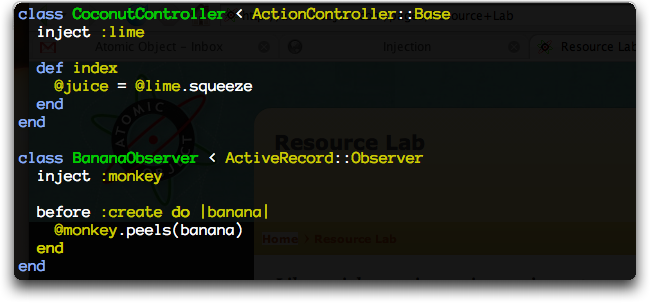 class CoconutController < ActionController::Base
  inject :lime
Atomic Object – Inbox
Injection
Resource Lab
  def index
    @juice = @lime.squeeze
  end
end
ATOMIC
Resource Lab
class BananaObserver < ActiveRecord::Observer
  inject :monkey
  before :create do |banana|
    @monkey.peels(banana)
Home / Resource Lab
  end
end